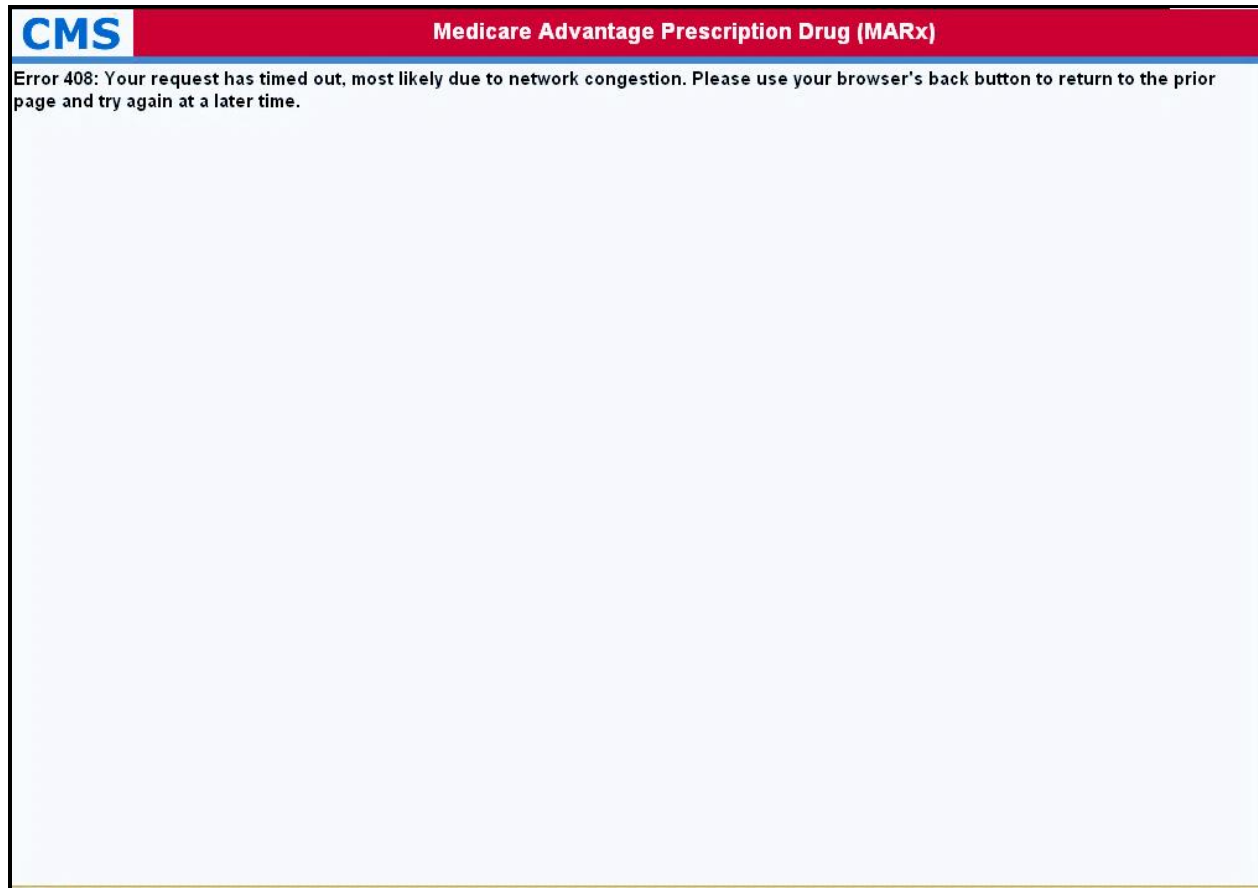 CMS
Medicare Advantage Prescription Drug (MARx)
Error 408: Your request has timed out, most likely due to network congestion. Please use your browser's back button to return to the prior
page and try again at a later time.